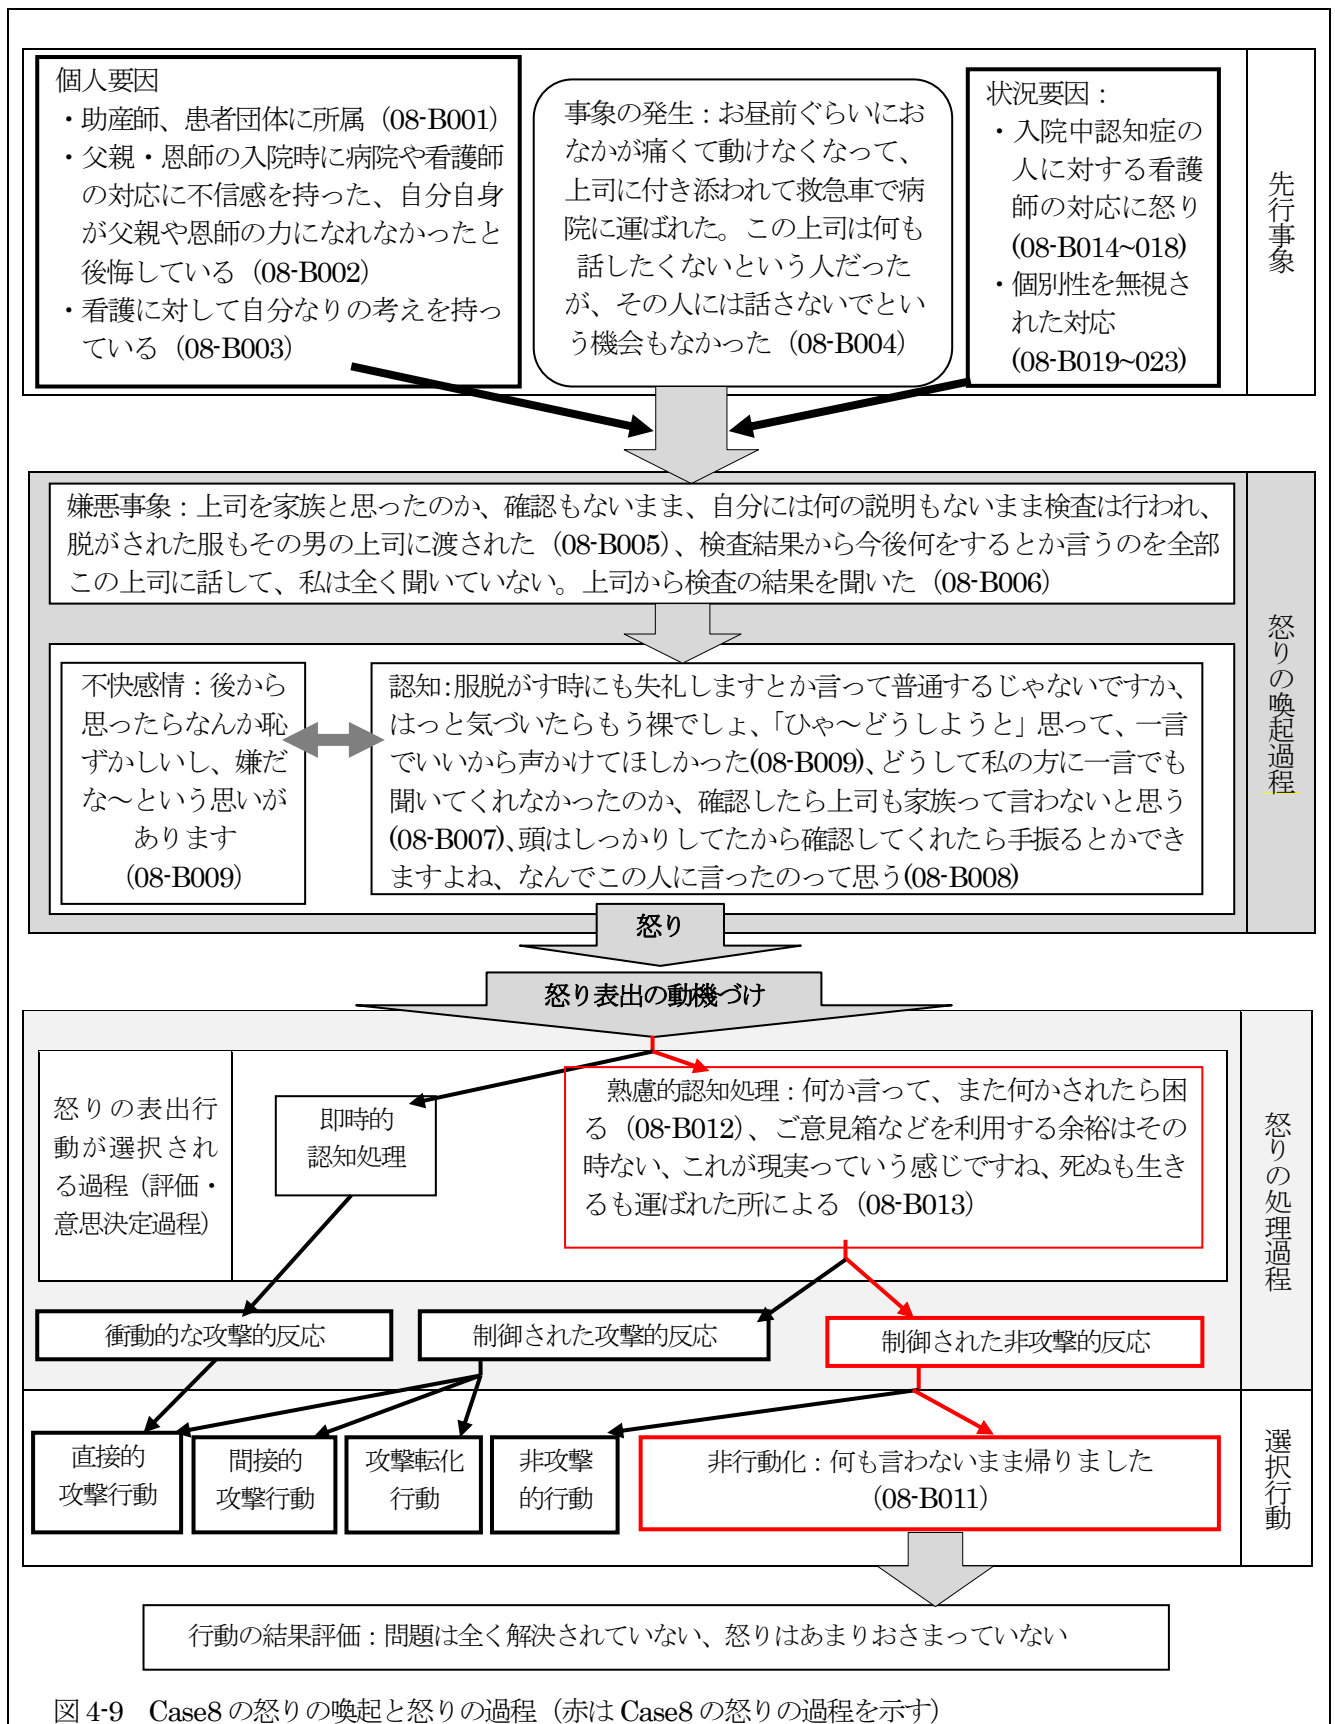 個人要因
・助産師、患者団体に所属（08-B001）
・父親・恩師の入院時に病院や看護師
の対応に不信感を持った、自分自身
が父親や恩師の力になれなかったと
後悔している（08-B002）
・看護に対して自分なりの考えを持っ
ている（08-B003）
事象の発生：お昼前ぐらいにお
なかが痛くて動けなくなって、
上司に付き添われて救急車で病
院に運ばれた。この上司は何も
話したくないという人だった
が、その人には話さないでとい
う機会もなかった（08-B004）
状況要因：
・入院中認知症の
人に対する看護
師の対応に怒り
(08-B014~018)
・個別性を無視さ
れた対応
(08-B019~023)
先行事象
嫌悪事象：上司を家族と思ったのか、確認もないまま、自分には何の説明もないまま検査は行われ、
脱がされた服もその男の上司に渡された（08-B005）、検査結果から今後何をするとか言うのを全部
この上司に話して、私は全く聞いていない。上司から検査の結果を聞いた（08-B006）
不快感情：後から
思ったらなんか恥
ずかしいし、嫌だ
な～という思いが
あります
（08-B009）
認知：服脱がす時にも失礼しますとか言って普通するじゃないですか、
はっと気づいたらもう裸でしょ、「ひゃ～どうしようと」思って、一言
でいいから声かけてほしかった(08-B009)、どうして私の方に一言でも
聞いてくれなかったのか、確認したら上司も家族って言わないと思う
(08-B007)、頭はしっかりしてたから確認してくれたら手振るとかでき
ますよね、なんでこの人に言ったのって思う(08-B008)
怒りの喚起過程
怒り
怒り表出の動機づけ
怒りの表出行
動が選択され
る過程（評価・
意思決定過程）
即時的
認知処理
熟慮的認知処理：何か言って、また何かされたら困
る（08-B012）、ご意見箱などを利用する余裕はその
時ない、これが現実っていう感じですね、死ぬも生き
るも運ばれた所による（08-B013）
怒りの処理過程
衝動的な攻撃的反応
制御された攻撃的反応
制御された非攻撃的反応
直接的
攻撃行動
間接的
攻撃行動
攻撃転化
行動
非攻撃
的行動
非行動化：何も言わないまま帰りました
（08-B011）
選択行動
行動の結果評価：問題は全く解決されていない、怒りはあまりおさまっていない
図 4-9　Case8 の怒りの喚起と怒りの過程（赤は Case8 の怒りの過程を示す）